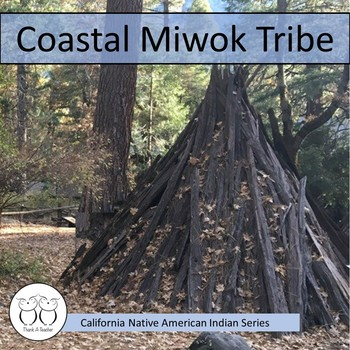 Coastal Miwok Tribe
Thank A Teacher
California Native American Indian Series